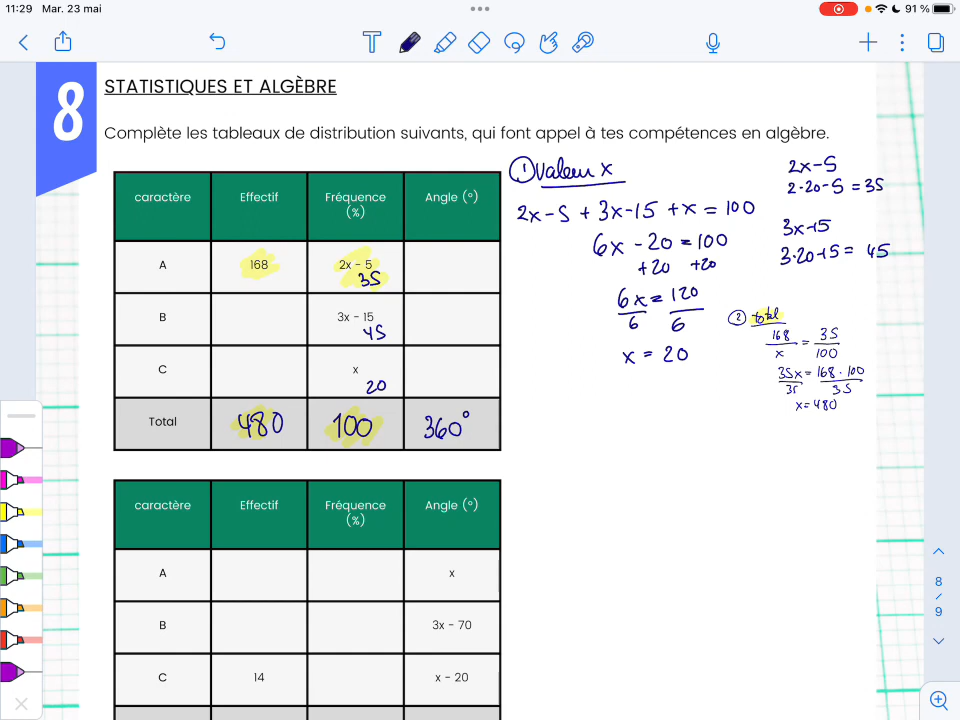 11:29 Mar. 23 mai
91 %
8
STATISTIQUES ET ALGÈBRE
Complète les tableaux de distribution suivants, qui font appel à tes compétences en algèbre.
caractère Effectif Fréquence (%) Angle (°)
A 168 2x - 5 35
B 3x - 15 45
C x 20
Total 480 100 360°
① Valeur x
2x-5 + 3x-15 + x = 100
6x - 20 = 100
+20 +20
6x = 120
6 6
x = 20
2x-5
2·20-5 = 35
3x-15
3·20-15 = 45
② total
168/x = 35/100
35x = 168 · 100
35 35
x = 480
caractère Effectif Fréquence (%) Angle (°)
A x
B 3x - 70
C 14 x - 20
8
/
9